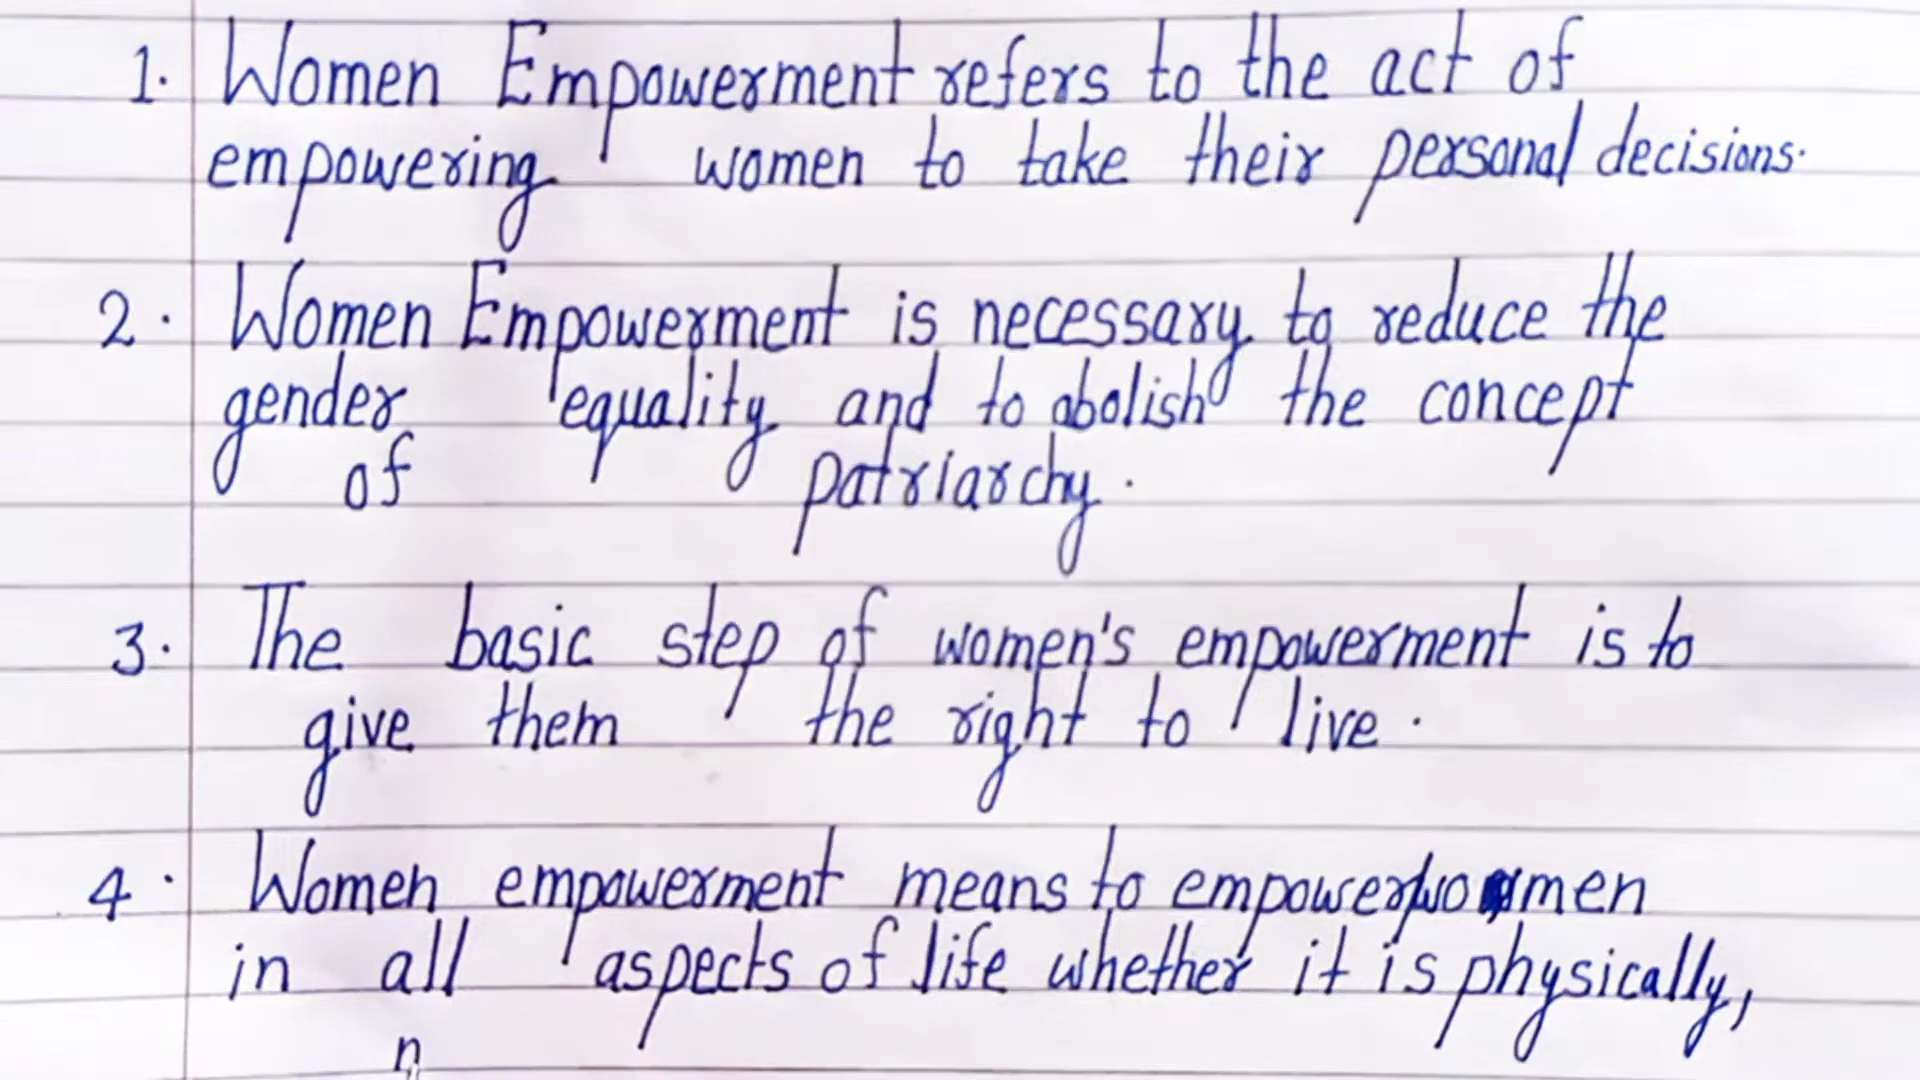 1. Women Empowerment refers to the act of
empowering women to take their personal decisions.
2. Women Empowerment is necessary to reduce the
gender equality and to abolish the concept
of patriarchy.
3. The basic step of women's empowerment is to
give them the right to live.
4. Women empowerment means to empower women
in all aspects of life whether it is physically,